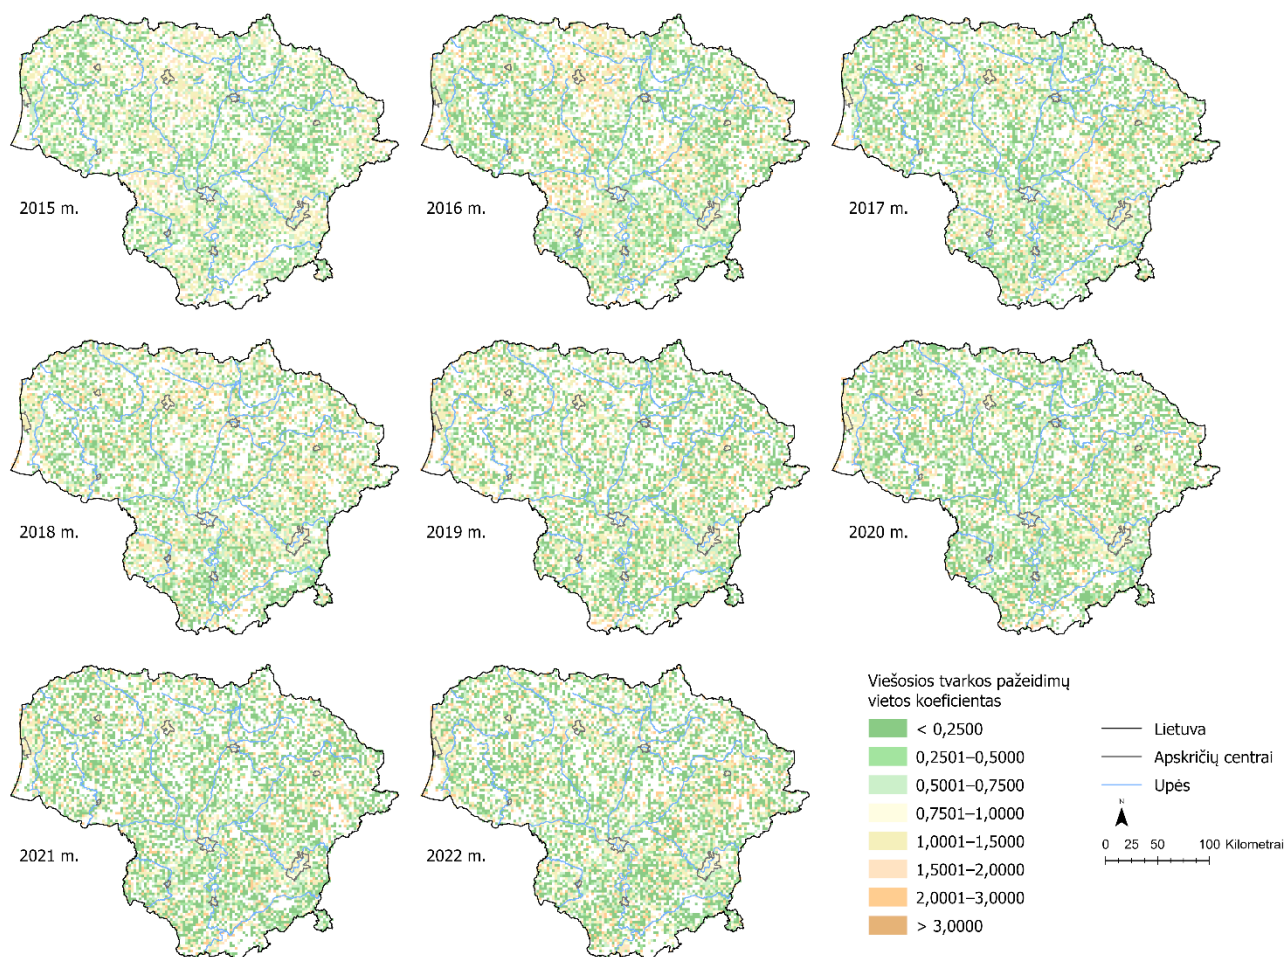 2015 m.
2016 m.
2017 m.
2018 m.
2019 m.
2020 m.
2021 m.
2022 m.
Viešosios tvarkos pažeidimų
vietos koeficientas
< 0,2500
0,2501–0,5000
0,5001–0,7500
0,7501–1,0000
1,0001–1,5000
1,5001–2,0000
2,0001–3,0000
> 3,0000
Lietuva
Apskričių centrai
Upės
N
0 25 50 100 Kilometrai